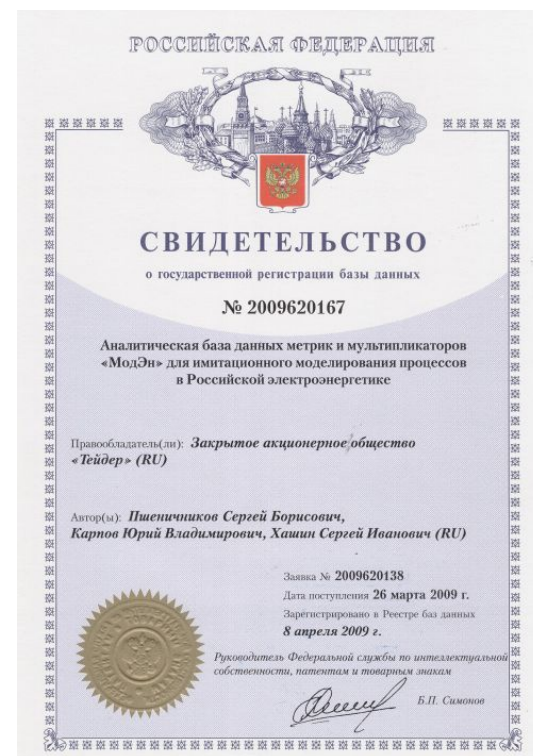 РОССИЙСКАЯ ФЕДЕРАЦИЯ
СВИДЕТЕЛЬСТВО
о государственной регистрации базы данных
№ 2009620167
Аналитическая база данных метрик и мультипликаторов
«МодЭн» для имитационного моделирования процессов
в Российской электроэнергетике
Правообладатель(ли): Закрытое акционерное общество
«Тейдер» (RU)
Автор(ы): Пшеничников Сергей Борисович,
Карпов Юрий Владимирович, Хашин Сергей Иванович (RU)
Заявка № 2009620138
Дата поступления 26 марта 2009 г.
Зарегистрировано в Реестре баз данных
8 апреля 2009 г.
Руководитель Федеральной службы по интеллектуальной
собственности, патентам и товарным знакам
Б.П. Симонов